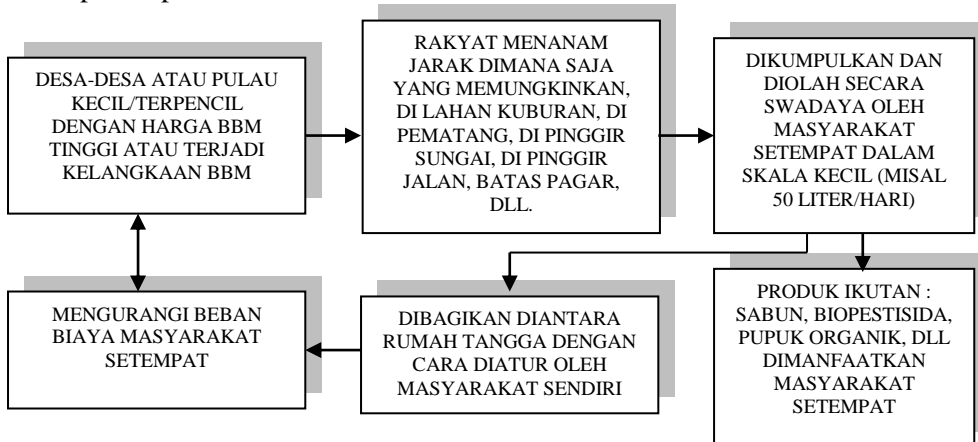 DESA-DESA ATAU PULAU
KECIL/TERPENCIL
DENGAN HARGA BBM
TINGGI ATAU TERJADI
KELANGKAAN BBM
RAKYAT MENANAM
JARAK DIMANA SAJA
YANG MEMUNGKINKAN,
DI LAHAN KUBURAN, DI
PEMATANG, DI PINGGIR
SUNGAI, DI PINGGIR
JALAN, BATAS PAGAR,
DLL.
DIKUMPULKAN DAN
DIOLAH SECARA
SWADAYA OLEH
MASYARAKAT
SETEMPAT DALAM
SKALA KECIL (MISAL
50 LITER/HARI)
MENGURANGI BEBAN
BIAYA MASYARAKAT
SETEMPAT
DIBAGIKAN DIANTARA
RUMAH TANGGA DENGAN
CARA DIATUR OLEH
MASYARAKAT SENDIRI
PRODUK IKUTAN :
SABUN, BIOPESTISIDA,
PUPUK ORGANIK, DLL
DIMANFAATKAN
MASYARAKAT
SETEMPAT